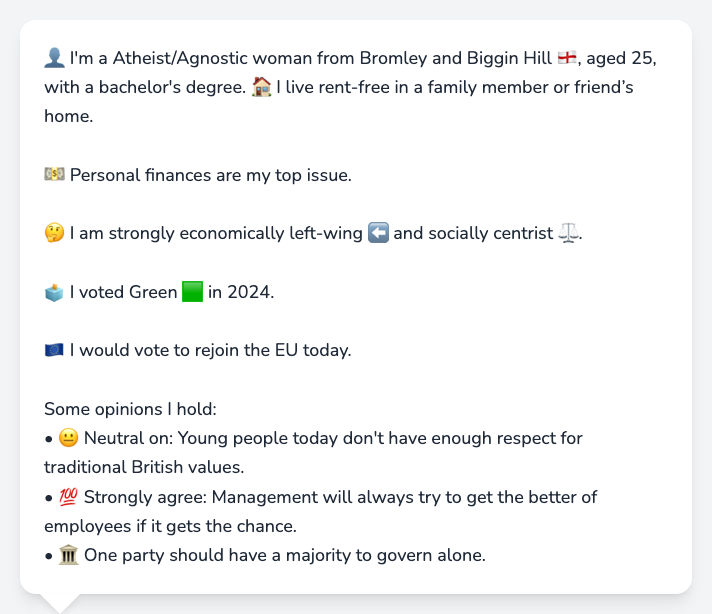 👤 I'm a Atheist/Agnostic woman from Bromley and Biggin Hill 🏴󠁧󠁢󠁥󠁮󠁧󠁿, aged 25,
with a bachelor's degree. 🏠 I live rent-free in a family member or friend’s
home.
💵 Personal finances are my top issue.
🤔 I am strongly economically left-wing ⬅️ and socially centrist ⚖️.
🗳️ I voted Green 🟩 in 2024.
🇪🇺 I would vote to rejoin the EU today.
Some opinions I hold:
• 😐 Neutral on: Young people today don't have enough respect for
traditional British values.
• 💯 Strongly agree: Management will always try to get the better of
employees if it gets the chance.
• 🏛️ One party should have a majority to govern alone.